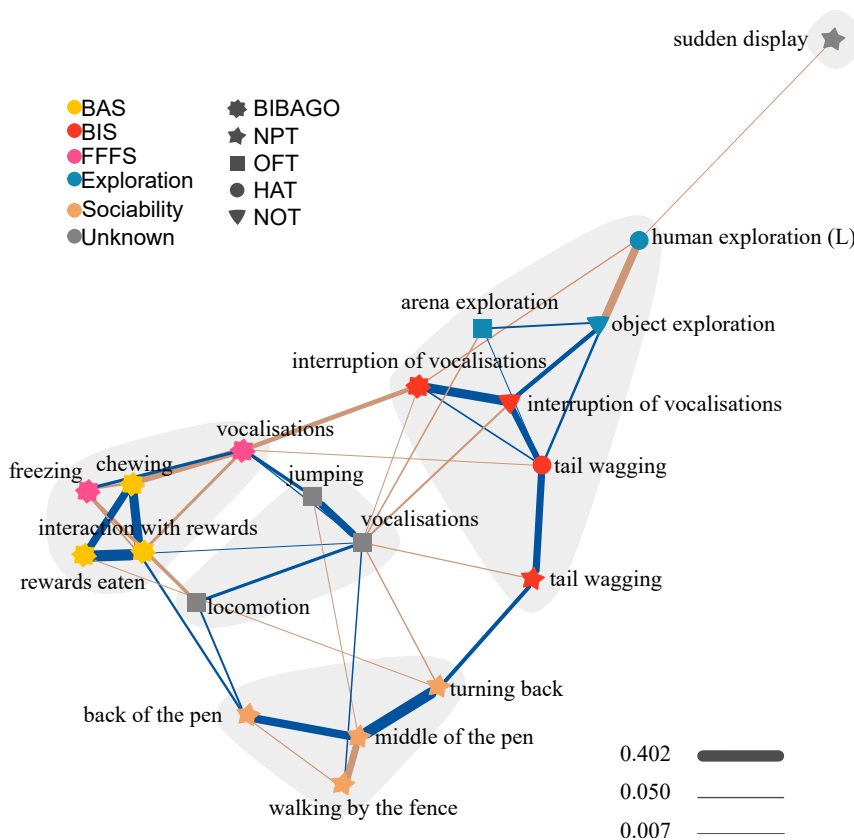 sudden display
BAS
BIBAGO
BIS
NPT
FFFS
OFT
Exploration
HAT
Sociability
NOT
Unknown
human exploration (L)
arena exploration
object exploration
interruption of vocalisations
interruption of vocalisations
vocalisations
freezing
chewing
jumping
tail wagging
vocalisations
interaction with rewards
rewards eaten
tail wagging
locomotion
turning back
back of the pen
middle of the pen
walking by the fence
0.402
0.050
0.007